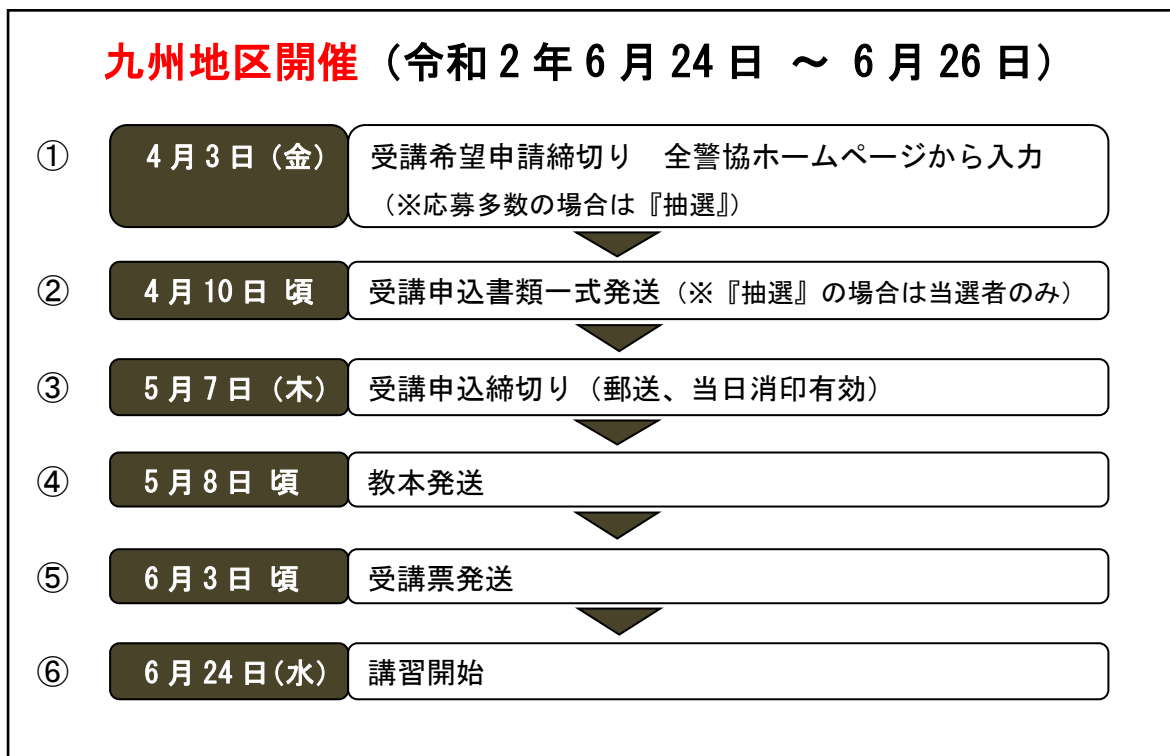 九州地区開催（令和2年6月24日 ～ 6月26日）
① 4月3日（金） 受講希望申請締切り　全警協ホームページから入力
（※応募多数の場合は『抽選』）
② 4月10日 頃 受講申込書類一式発送（※『抽選』の場合は当選者のみ）
③ 5月7日（木） 受講申込締切り（郵送、当日消印有効）
④ 5月8日 頃 教本発送
⑤ 6月3日 頃 受講票発送
⑥ 6月24日（水） 講習開始